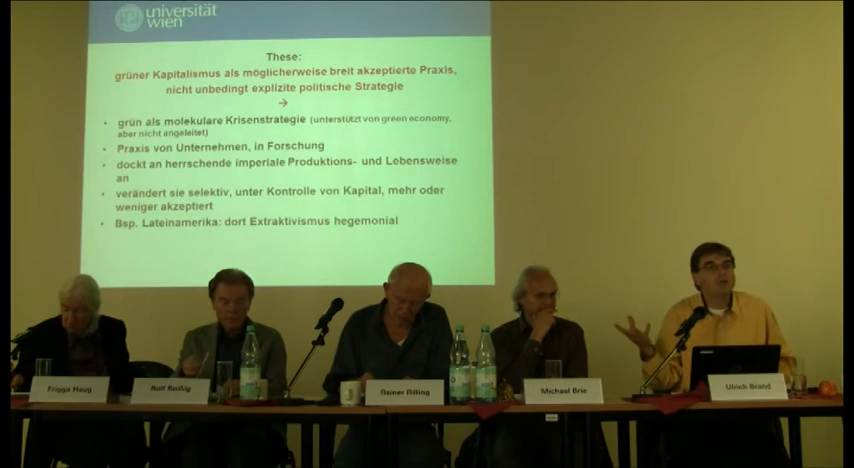 universität
wien
These:
grüner Kapitalismus als möglicherweise breit akzeptierte Praxis,
nicht unbedingt explizite politische Strategie
→
• grün als molekulare Krisenstrategie (unterstützt von green economy,
aber nicht angeleitet)
• Praxis von Unternehmen, in Forschung
• dockt an herrschende imperiale Produktions- und Lebensweise
an
• verändert sie selektiv, unter Kontrolle von Kapital, mehr oder
weniger akzeptiert
• Bsp. Lateinamerika: dort Extraktivismus hegemonial
Frigga Haug
Rolf Reißig
Rainer Rilling
Michael Brie
Ulrich Brand